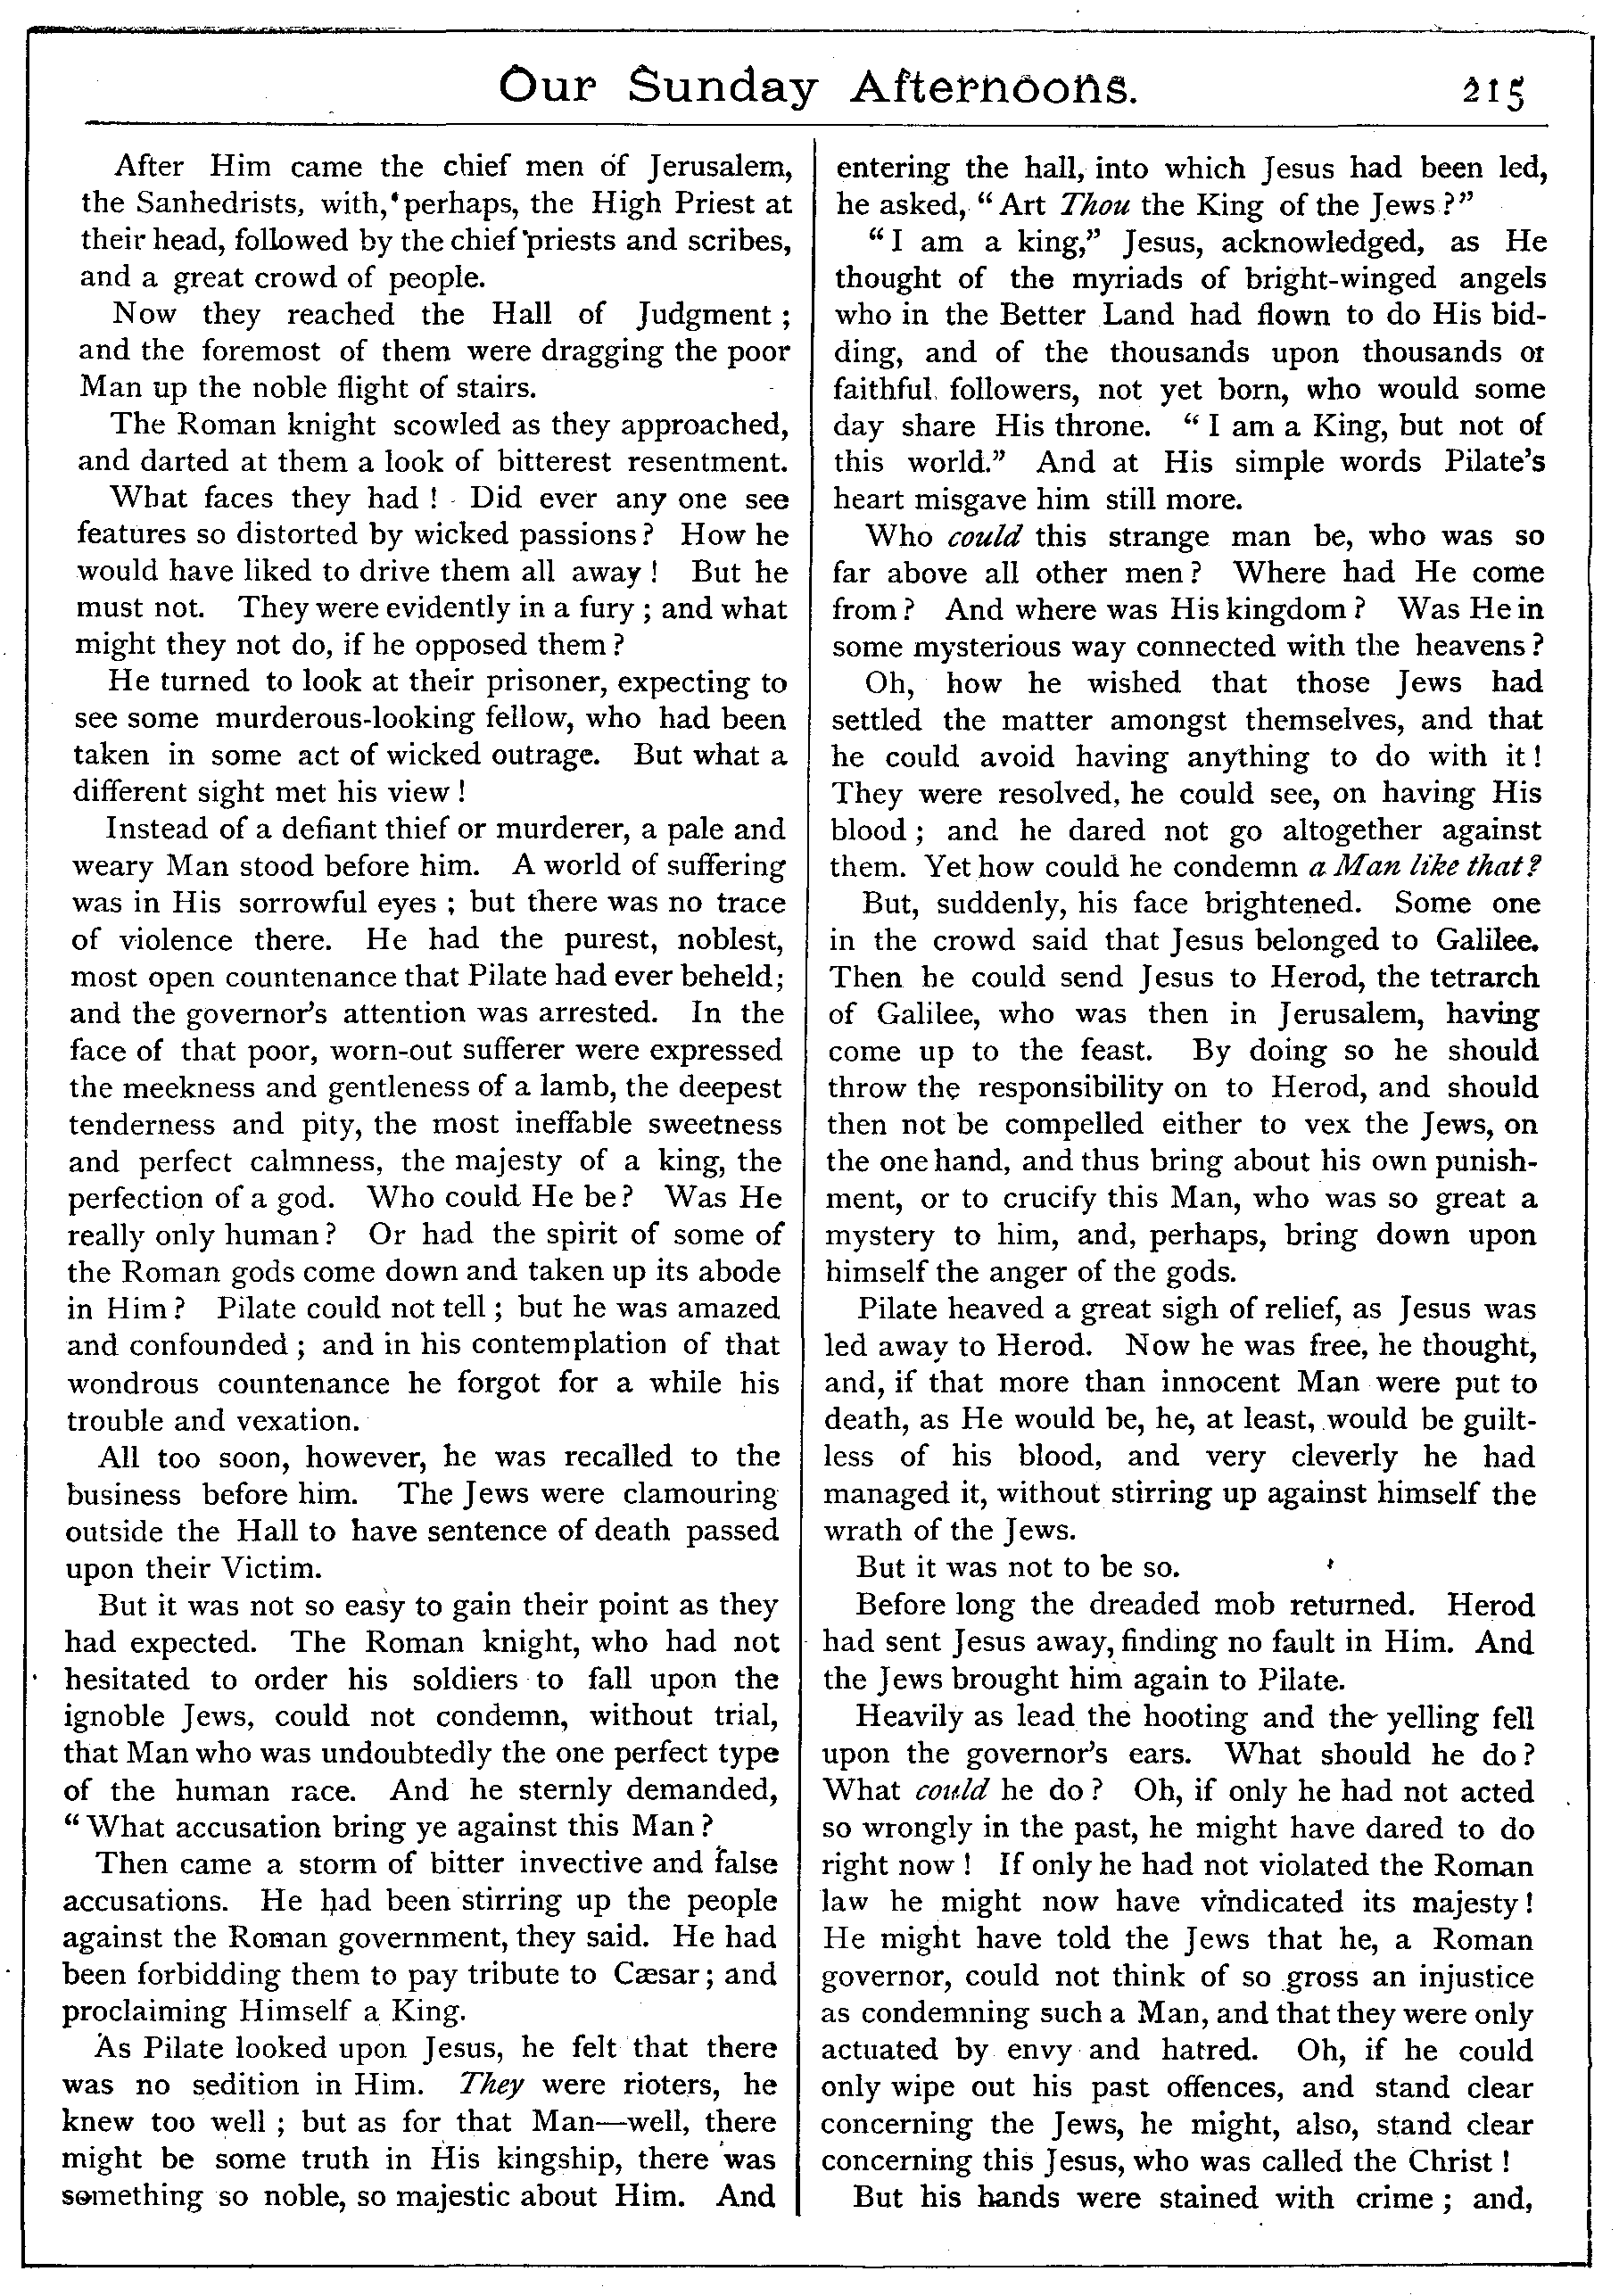 Our Sunday Afternoons. 215
After Him came the chief men of Jerusalem,
the Sanhedrists, with, perhaps, the High Priest at
their head, followed by the chief priests and scribes,
and a great crowd of people.
Now they reached the Hall of Judgment ;
and the foremost of them were dragging the poor
Man up the noble flight of stairs.
The Roman knight scowled as they approached,
and darted at them a look of bitterest resentment.
What faces they had ! Did ever any one see
features so distorted by wicked passions ? How he
would have liked to drive them all away ! But he
must not. They were evidently in a fury ; and what
might they not do, if he opposed them ?
He turned to look at their prisoner, expecting to
see some murderous-looking fellow, who had been
taken in some act of wicked outrage. But what a
different sight met his view !
Instead of a defiant thief or murderer, a pale and
weary Man stood before him. A world of suffering
was in His sorrowful eyes ; but there was no trace
of violence there. He had the purest, noblest,
most open countenance that Pilate had ever beheld;
and the governor's attention was arrested. In the
face of that poor, worn-out sufferer were expressed
the meekness and gentleness of a lamb, the deepest
tenderness and pity, the most ineffable sweetness
and perfect calmness, the majesty of a king, the
perfection of a god. Who could He be ? Was He
really only human ? Or had the spirit of some of
the Roman gods come down and taken up its abode
in Him ? Pilate could not tell ; but he was amazed
and confounded ; and in his contemplation of that
wondrous countenance he forgot for a while his
trouble and vexation.
All too soon, however, he was recalled to the
business before him. The Jews were clamouring
outside the Hall to have sentence of death passed
upon their Victim.
But it was not so easy to gain their point as they
had expected. The Roman knight, who had not
hesitated to order his soldiers to fall upon the
ignoble Jews, could not condemn, without trial,
that Man who was undoubtedly the one perfect type
of the human race. And he sternly demanded,
“ What accusation bring ye against this Man ?
Then came a storm of bitter invective and false
accusations. He had been stirring up the people
against the Roman government, they said. He had
been forbidding them to pay tribute to Cæsar ; and
proclaiming Himself a King.
As Pilate looked upon Jesus, he felt that there
was no sedition in Him. They were rioters, he
knew too well ; but as for that Man—well, there
might be some truth in His kingship, there was
something so noble, so majestic about Him. And
entering the hall, into which Jesus had been led,
he asked, “ Art Thou the King of the Jews ?”
“ I am a king,” Jesus, acknowledged, as He
thought of the myriads of bright-winged angels
who in the Better Land had flown to do His bid-
ding, and of the thousands upon thousands of
faithful followers, not yet born, who would some
day share His throne. “ I am a King, but not of
this world.” And at His simple words Pilate's
heart misgave him still more.
Who could this strange man be, who was so
far above all other men ? Where had He come
from ? And where was His kingdom ? Was He in
some mysterious way connected with the heavens ?
Oh, how he wished that those Jews had
settled the matter amongst themselves, and that
he could avoid having anything to do with it !
They were resolved, he could see, on having His
blood ; and he dared not go altogether against
them. Yet how could he condemn a Man like that?
But, suddenly, his face brightened. Some one
in the crowd said that Jesus belonged to Galilee.
Then he could send Jesus to Herod, the tetrarch
of Galilee, who was then in Jerusalem, having
come up to the feast. By doing so he should
throw the responsibility on to Herod, and should
then not be compelled either to vex the Jews, on
the one hand, and thus bring about his own punish-
ment, or to crucify this Man, who was so great a
mystery to him, and, perhaps, bring down upon
himself the anger of the gods.
Pilate heaved a great sigh of relief, as Jesus was
led away to Herod. Now he was free, he thought,
and, if that more than innocent Man were put to
death, as He would be, he, at least, would be guilt-
less of his blood, and very cleverly he had
managed it, without stirring up against himself the
wrath of the Jews.
But it was not to be so.
Before long the dreaded mob returned. Herod
had sent Jesus away, finding no fault in Him. And
the Jews brought him again to Pilate.
Heavily as lead the hooting and the yelling fell
upon the governor's ears. What should he do ?
What could he do ? Oh, if only he had not acted
so wrongly in the past, he might have dared to do
right now ! If only he had not violated the Roman
law he might now have vindicated its majesty !
He might have told the Jews that he, a Roman
governor, could not think of so gross an injustice
as condemning such a Man, and that they were only
actuated by envy and hatred. Oh, if he could
only wipe out his past offences, and stand clear
concerning the Jews, he might, also, stand clear
concerning this Jesus, who was called the Christ !
But his hands were stained with crime ; and,